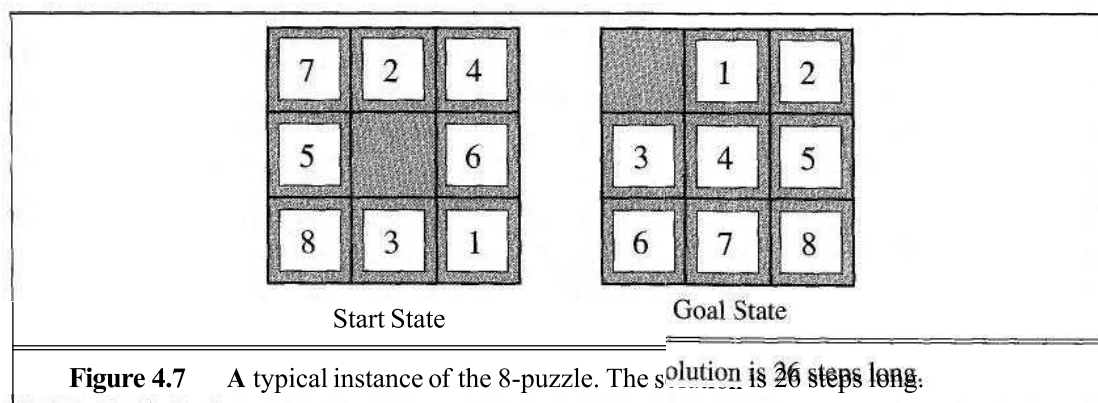 7 2 4
5 6
8 3 1
Start State
1 2
3 4 5
6 7 8
Goal State
Figure 4.7 A typical instance of the 8-puzzle. The solution is 26 steps long.